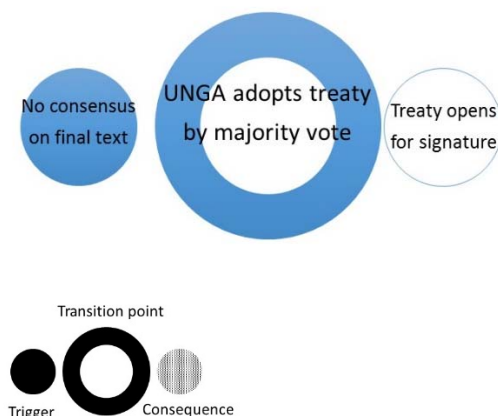 No consensus
on final text
UNGA adopts treaty
by majority vote
Treaty opens
for signature
Transition point
Trigger
Consequence